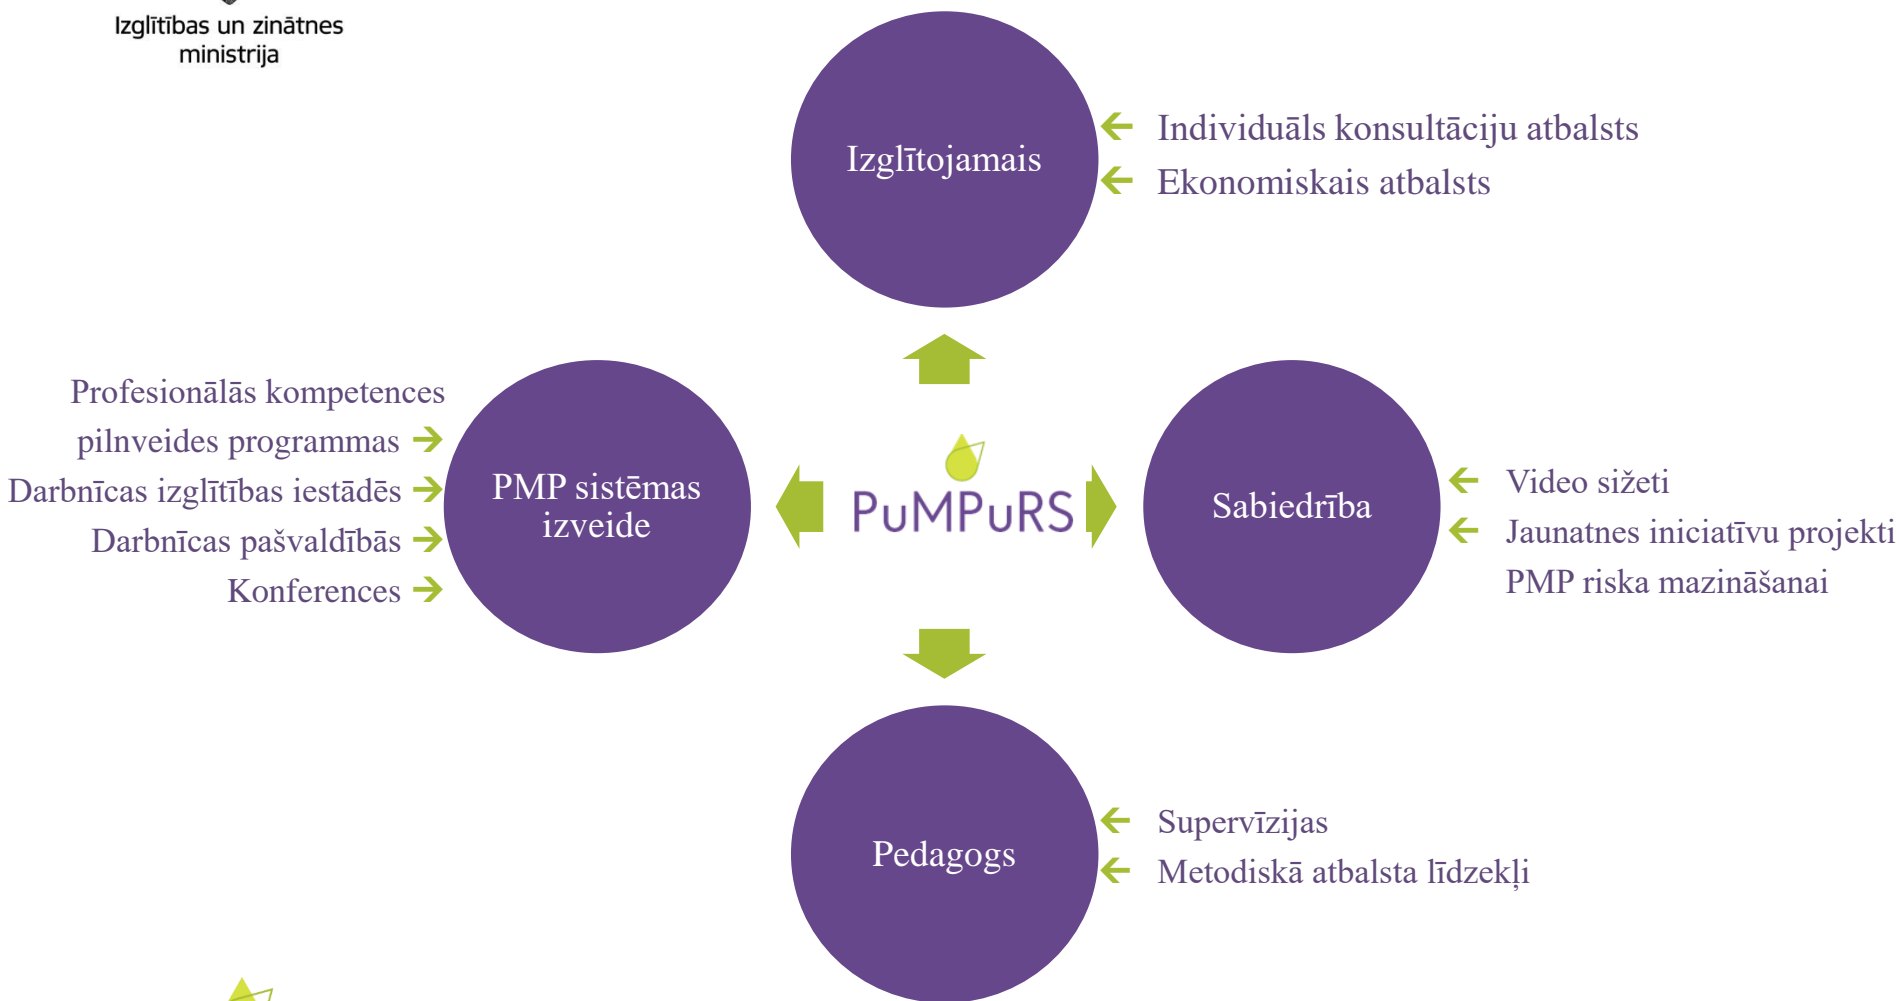 Izglītības un zinātnes
ministrija
Izglītojamais
Individuāls konsultāciju atbalsts
Ekonomiskais atbalsts
Profesionālās kompetences
pilnveides programmas
Darbnīcas izglītības iestādēs
Darbnīcas pašvaldībās
Konferences
PMP sistēmas
izveide
PuMPuRS
Sabiedrība
Video sižeti
Jaunatnes iniciatīvu projekti
PMP riska mazināšanai
Pedagogs
Supervīzijas
Metodiskā atbalsta līdzekļi